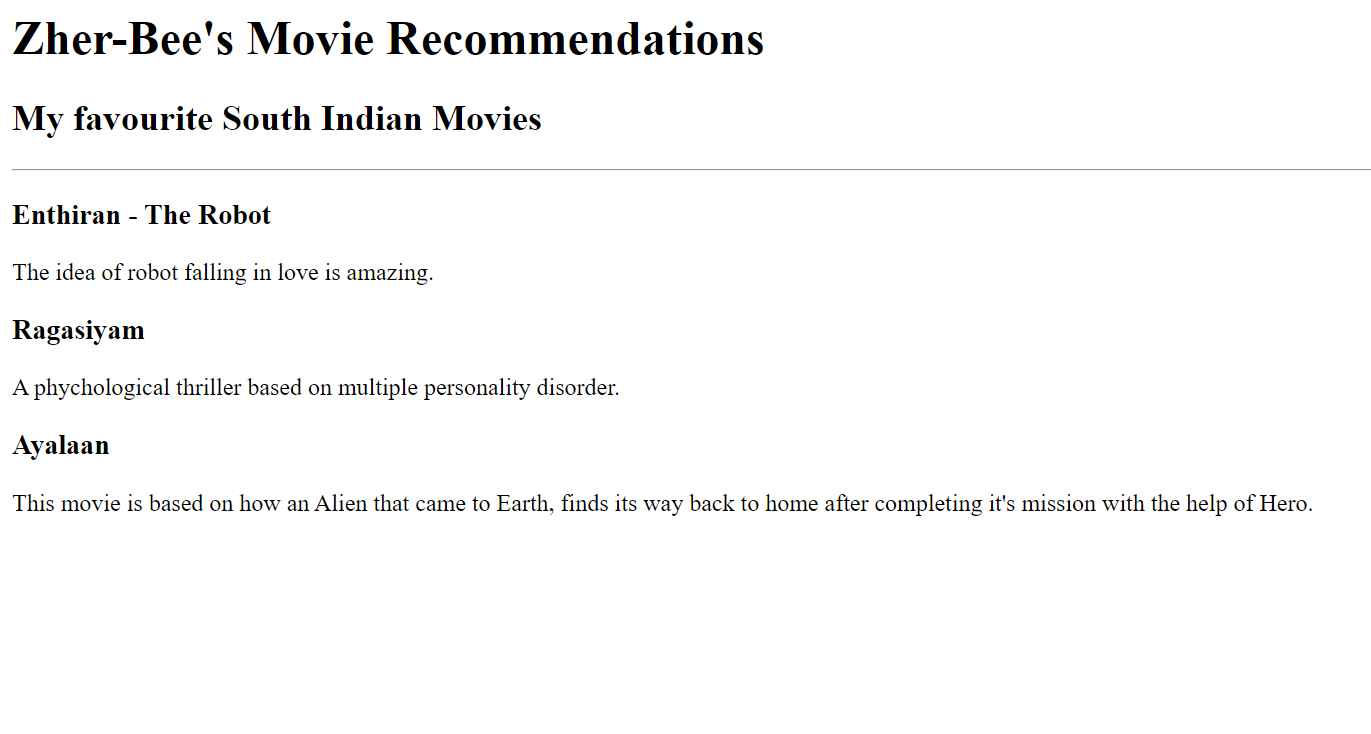 Zher-Bee's Movie Recommendations
My favourite South Indian Movies
Enthiran - The Robot
The idea of robot falling in love is amazing.
Ragasiyam
A phychological thriller based on multiple personality disorder.
Ayalaan
This movie is based on how an Alien that came to Earth, finds its way back to home after completing it's mission with the help of Hero.